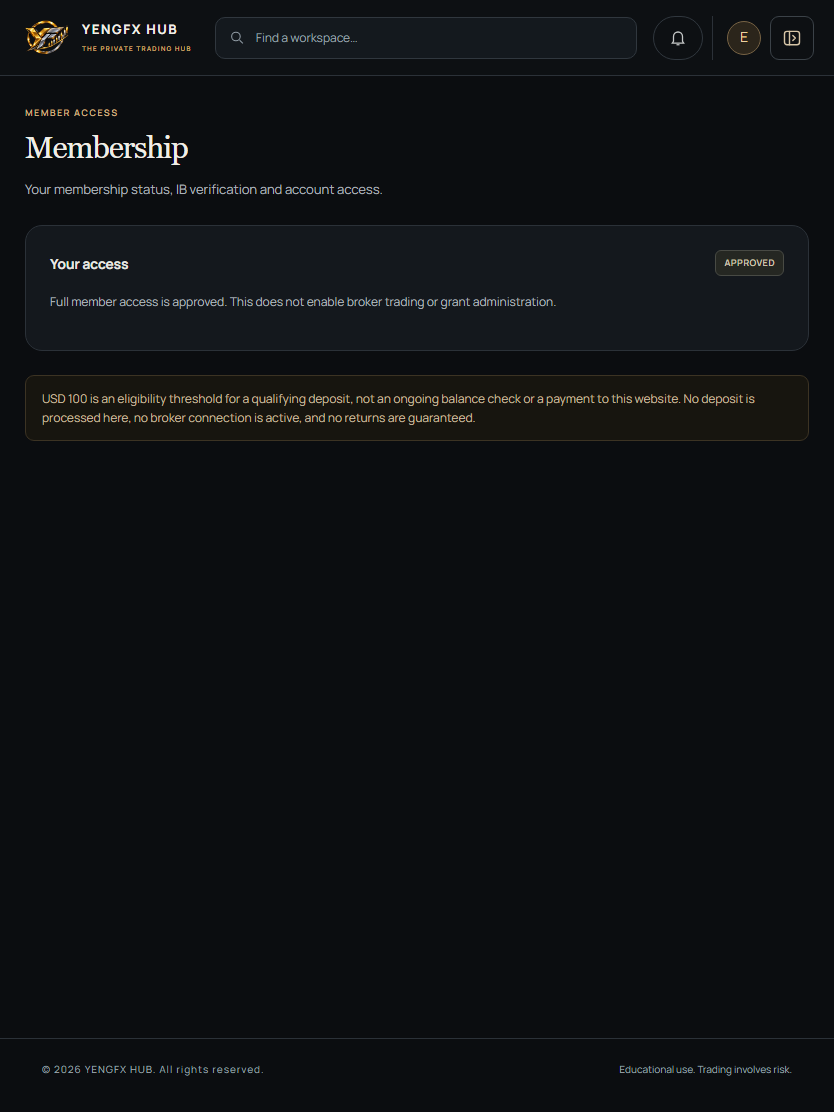 YENGFX HUB
THE PRIVATE TRADING HUB
Find a workspace...
E
MEMBER ACCESS
Membership
Your membership status, IB verification and account access.
Your access
APPROVED
Full member access is approved. This does not enable broker trading or grant administration.
USD 100 is an eligibility threshold for a qualifying deposit, not an ongoing balance check or a payment to this website. No deposit is
processed here, no broker connection is active, and no returns are guaranteed.
© 2026 YENGFX HUB. All rights reserved.
Educational use. Trading involves risk.